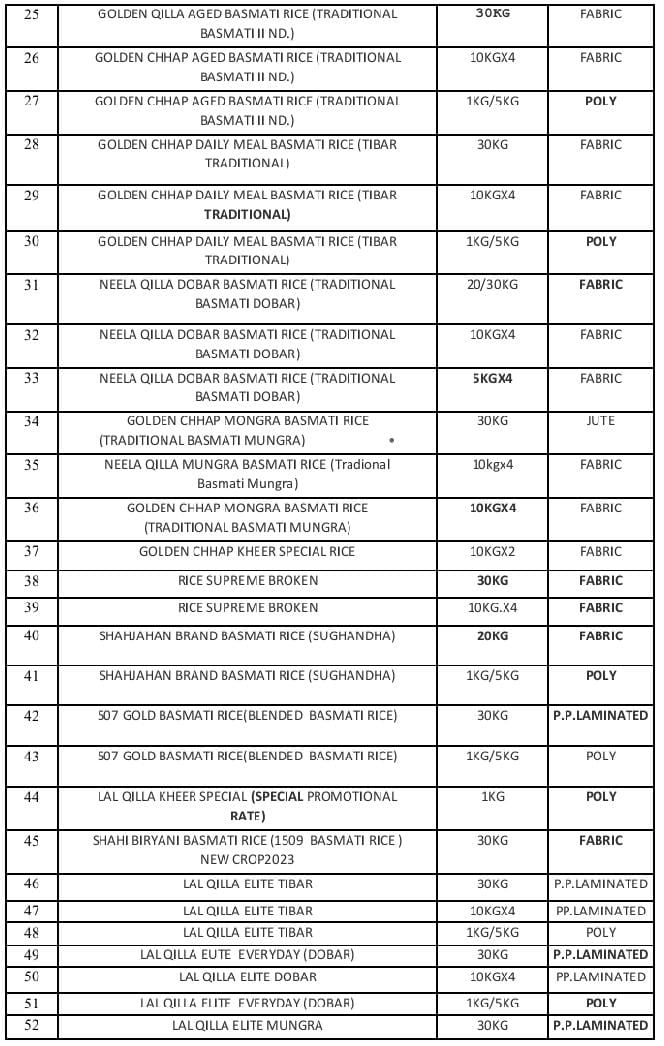 25 GOLDEN QILLA AGED BASMATI RICE (TRADITIONAL 30KG FABRIC
BASMATI II ND.)
26 GOLDEN CHHAP AGED BASMATI RICE (TRADITIONAL 10KGX4 FABRIC
BASMATI II ND.)
27 GOLDEN CHHAP AGED BASMATI RICE (TRADITIONAL 1KG/5KG POLY
BASMATI II ND.)
28 GOLDEN CHHAP DAILY MEAL BASMATI RICE (TIBAR 30KG FABRIC
TRADITIONAL)
29 GOLDEN CHHAP DAILY MEAL BASMATI RICE (TIBAR 10KGX4 FABRIC
TRADITIONAL)
30 GOLDEN CHHAP DAILY MEAL BASMATI RICE (TIBAR 1KG/5KG POLY
TRADITIONAL)
31 NEELA QILLA DOBAR BASMATI RICE (TRADITIONAL 20/30KG FABRIC
BASMATI DOBAR)
32 NEELA QILLA DOBAR BASMATI RICE (TRADITIONAL 10KGX4 FABRIC
BASMATI DOBAR)
33 NEELA QILLA DOBAR BASMATI RICE (TRADITIONAL 5KGX4 FABRIC
BASMATI DOBAR)
34 GOLDEN CHHAP MONGRA BASMATI RICE 30KG JUTE
(TRADITIONAL BASMATI MUNGRA) •
35 NEELA QILLA MUNGRA BASMATI RICE (Tradional 10kgx4 FABRIC
Basmati Mungra)
36 GOLDEN CHHAP MONGRA BASMATI RICE 10KGX4 FABRIC
(TRADITIONAL BASMATI MUNGRA)
37 GOLDEN CHHAP KHEER SPECIAL RICE 10KGX2 FABRIC
38 RICE SUPREME BROKEN 30KG FABRIC
39 RICE SUPREME BROKEN 10KG.X4 FABRIC
40 SHAHJAHAN BRAND BASMATI RICE (SUGHANDHA) 20KG FABRIC
41 SHAHJAHAN BRAND BASMATI RICE (SUGHANDHA) 1KG/5KG POLY
42 507 GOLD BASMATI RICE(BLENDED BASMATI RICE) 30KG P.P.LAMINATED
43 507 GOLD BASMATI RICE(BLENDED BASMATI RICE) 1KG/5KG POLY
44 LAL QILLA KHEER SPECIAL (SPECIAL PROMOTIONAL 1KG POLY
RATE)
45 SHAHI BIRYANI BASMATI RICE (1509 BASMATI RICE ) 30KG FABRIC
NEW CROP2023
46 LAL QILLA ELITE TIBAR 30KG P.P.LAMINATED
47 LAL QILLA ELITE TIBAR 10KGX4 PP.LAMINATED
48 LAL QILLA ELITE TIBAR 1KG/5KG POLY
49 LAL QILLA EUTE EVERYDAY (DOBAR) 30KG P.P.LAMINATED
50 LAL QILLA ELITE DOBAR 10KGX4 PP.LAMINATED
51 LAL QILLA ELITE EVERYDAY (DOBAR) 1KG/5KG POLY
52 LAL QILLA ELITE MUNGRA 30KG P.P.LAMINATED